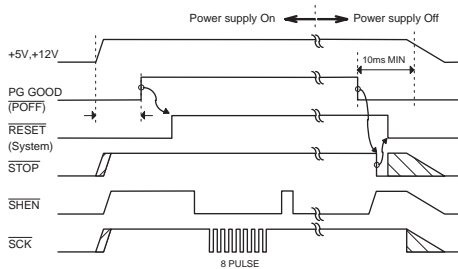 Power supply On Power supply Off
+5V,+12V
10ms MIN
PG GOOD
(POFF)
RESET
(System)
STOP
SHEN
SCK
8 PULSE